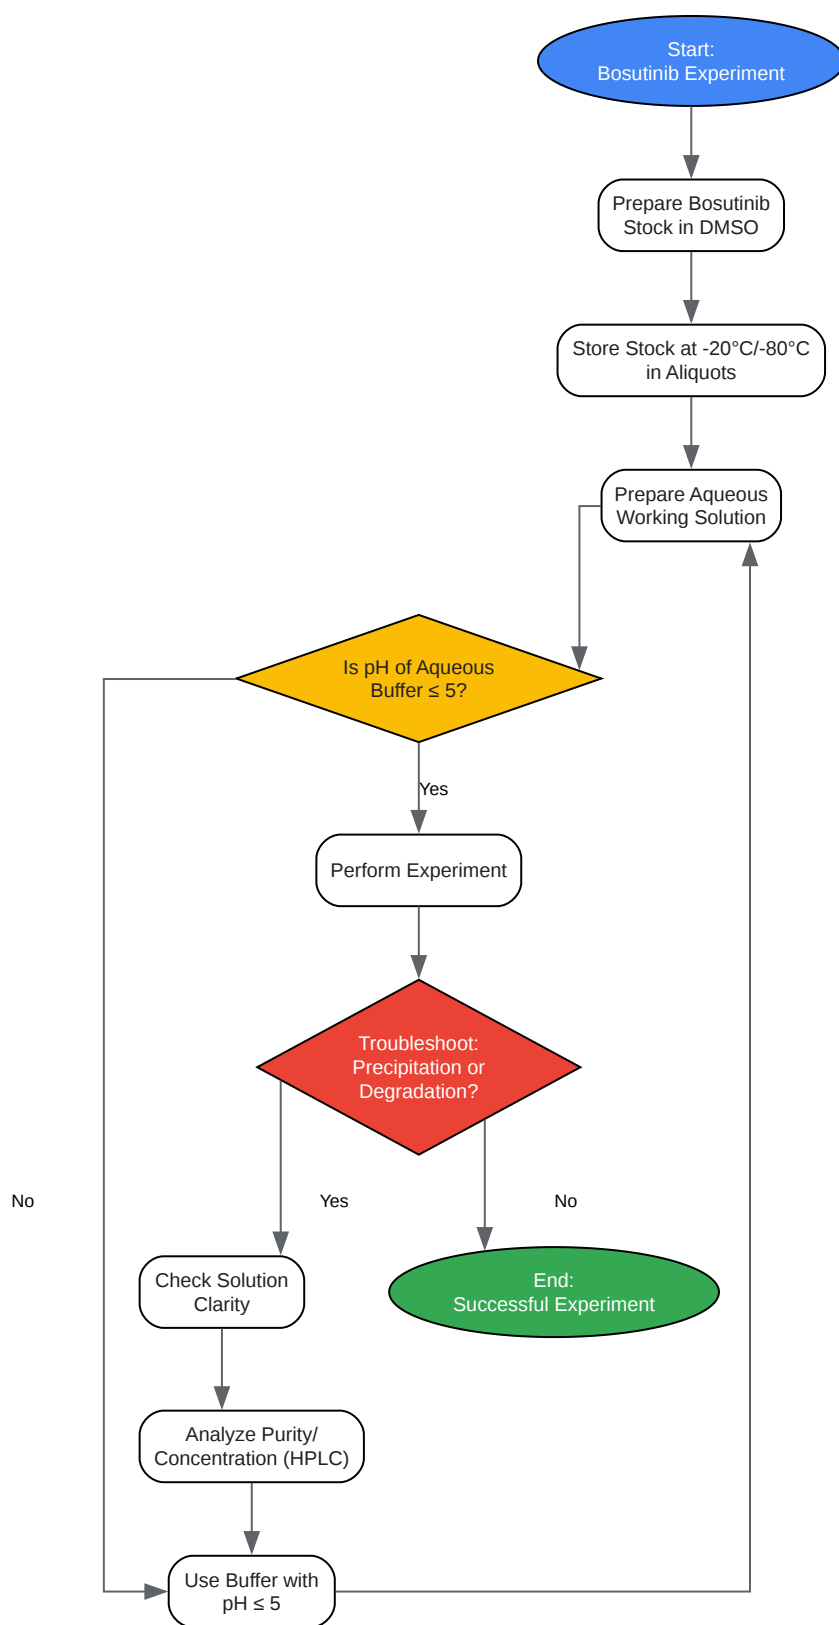 Start:
Bosutinib Experiment
Prepare Bosutinib
Stock in DMSO
Store Stock at -20°C/-80°C
in Aliquots
Prepare Aqueous
Working Solution
Is pH of Aqueous
Buffer ≤ 5?
Yes
Perform Experiment
Troubleshoot:
Precipitation or
Degradation?
No
Yes
No
Check Solution
Clarity
End:
Successful Experiment
Analyze Purity/
Concentration (HPLC)
Use Buffer with
pH ≤ 5